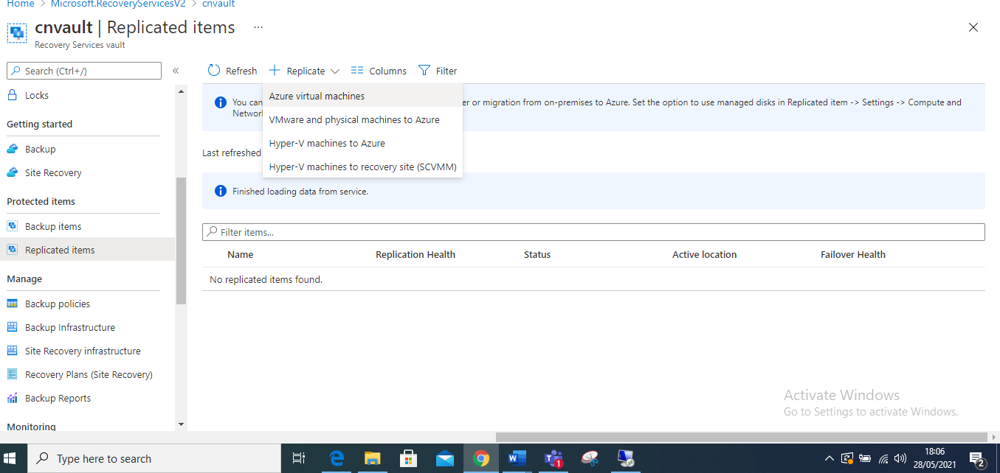 Home > Microsoft.RecoveryServicesV2 > cnvault
cnvault | Replicated items ...
Recovery Services vault
Search (Ctrl+/)
«
Refresh
Replicate
Columns
Filter
Locks
Getting started
Backup
Site Recovery
Protected items
Backup items
Replicated items
Manage
Backup policies
Backup Infrastructure
Site Recovery infrastructure
Recovery Plans (Site Recovery)
Backup Reports
Monitoring
Azure virtual machines
VMware and physical machines to Azure
Hyper-V machines to Azure
Hyper-V machines to recovery site (SCVMM)
You can er or migration from on-premises to Azure. Set the option to use managed disks in Replicated item -> Settings -> Compute and
Last refreshed
Finished loading data from service.
Filter items...
Name Replication Health Status Active location Failover Health
No replicated items found.
Activate Windows
Go to Settings to activate Windows.
Type here to search
1
18:06
28/05/2021
2